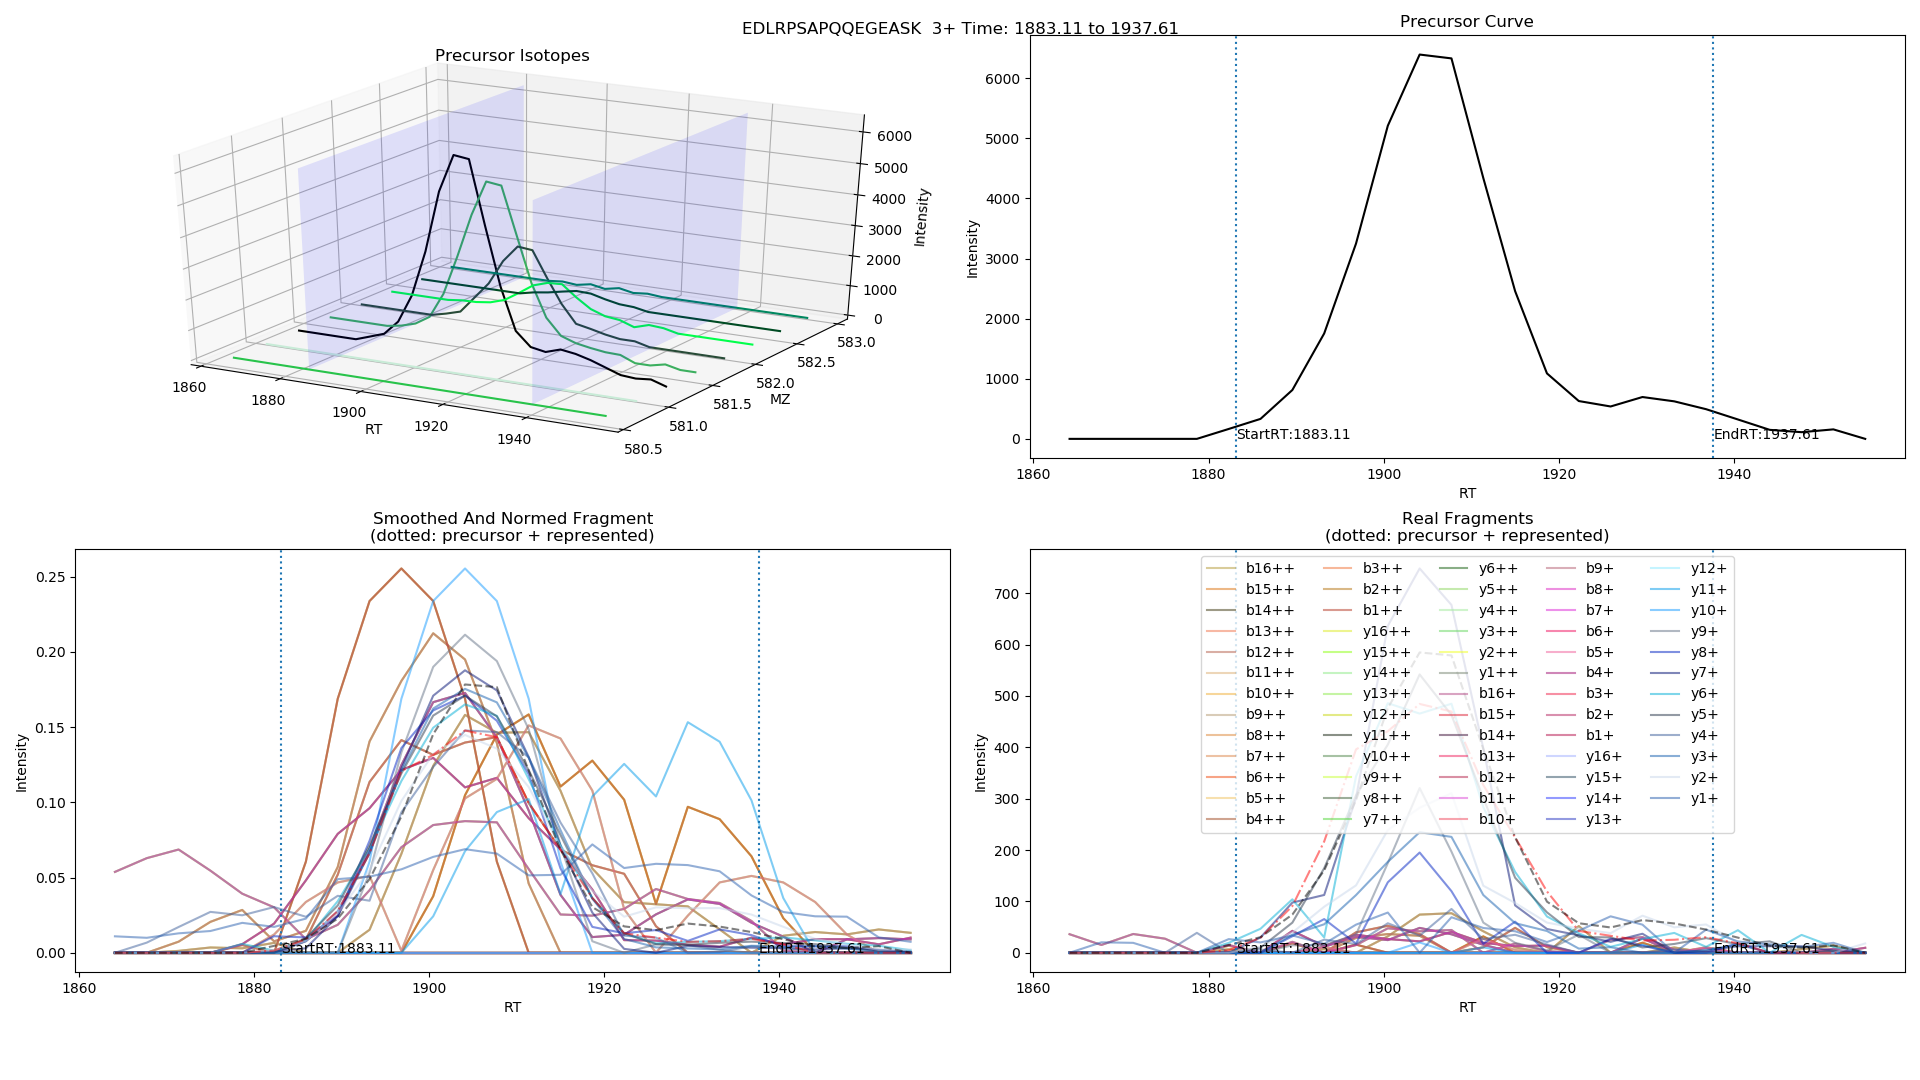 EDLRPSAPQQEGEASK  3+ Time: 1883.11 to 1937.61
Precursor Isotopes
6000
5000
4000
3000
2000
1000
0
Intensity
583.0
582.5
582.0
581.5
581.0
580.5
MZ
1860
1880
1900
1920
1940
RT
Precursor Curve
6000
5000
4000
3000
2000
1000
0
Intensity
StartRT:1883.11
EndRT:1937.61
1860
1880
1900
1920
1940
RT
Smoothed And Normed Fragment
(dotted: precursor + represented)
0.25
0.20
0.15
0.10
0.05
0.00
Intensity
StartRT:1883.11
EndRT:1937.61
1860
1880
1900
1920
1940
RT
Real Fragments
(dotted: precursor + represented)
700
600
500
400
300
200
100
0
Intensity
b16++
b15++
b14++
b13++
b12++
b11++
b10++
b9++
b8++
b7++
b6++
b5++
b4++
b3++
b2++
b1++
y16++
y15++
y14++
y13++
y12++
y11++
y10++
y9++
y8++
y7++
y6++
y5++
y4++
y3++
y2++
y1++
b16+
b15+
b14+
b13+
b12+
b11+
b10+
b9+
b8+
b7+
b6+
b5+
b4+
b3+
b2+
b1+
y16+
y15+
y14+
y13+
y12+
y11+
y10+
y9+
y8+
y7+
y6+
y5+
y4+
y3+
y2+
y1+
StartRT:1883.11
EndRT:1937.61
1860
1880
1900
1920
1940
RT